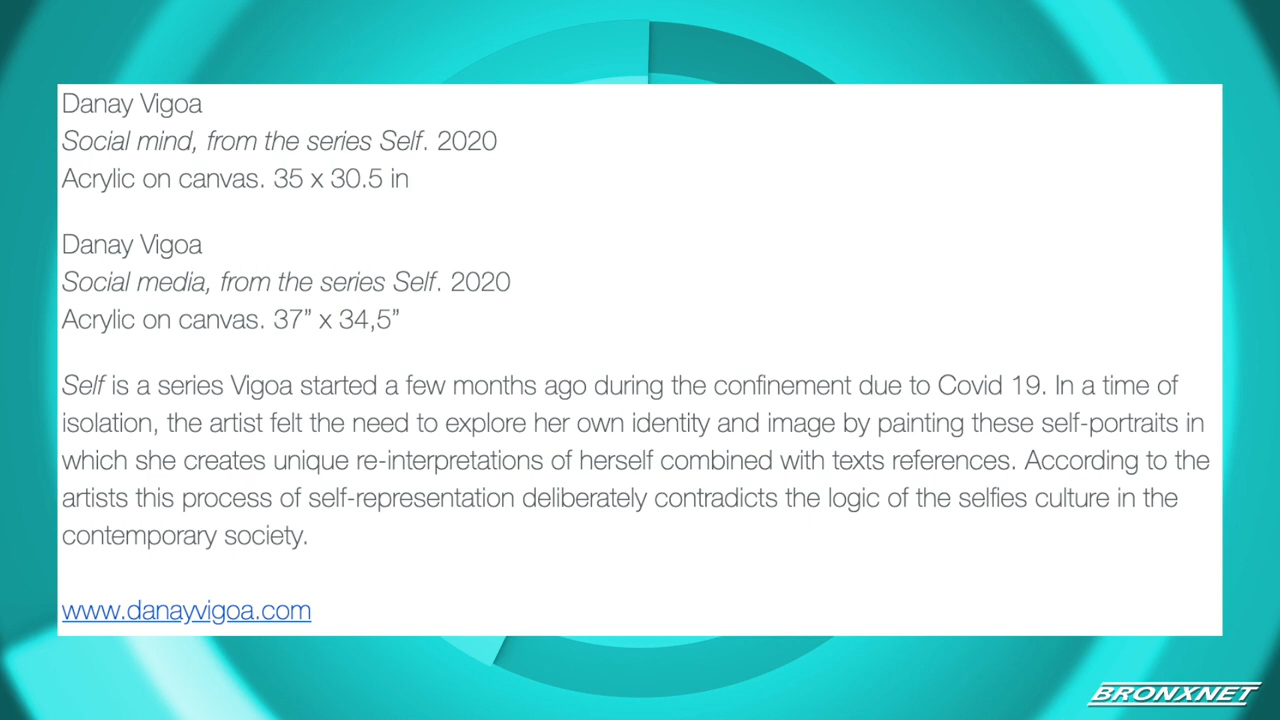 Danay Vigoa
Social mind, from the series Self. 2020
Acrylic on canvas. 35 x 30.5 in
Danay Vigoa
Social media, from the series Self. 2020
Acrylic on canvas. 37” x 34,5”
Self is a series Vigoa started a few months ago during the confinement due to Covid 19. In a time of
isolation, the artist felt the need to explore her own identity and image by painting these self-portraits in
which she creates unique re-interpretations of herself combined with texts references. According to the
artists this process of self-representation deliberately contradicts the logic of the selfies culture in the
contemporary society.
www.danayvigoa.com
BRONXNET